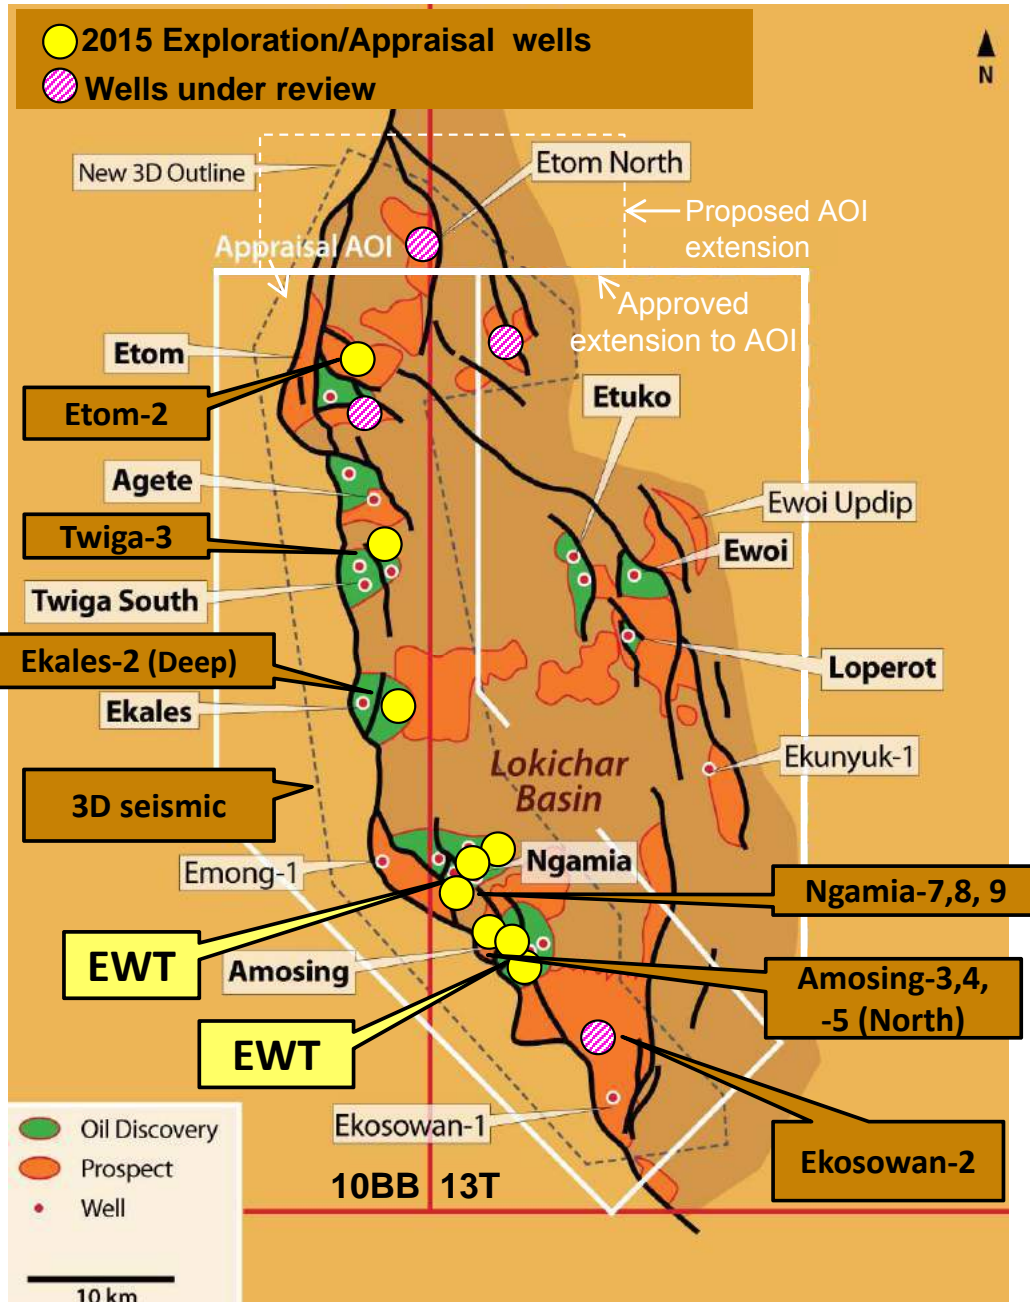 2015 Exploration/Appraisal wells
Wells under review
N
New 3D Outline
Etom North
Proposed AOI
extension
Appraisal AOI
Approved
extension to AOI
Etom
Etom-2
Etuko
Agete
Ewoi Updip
Twiga-3
Ewoi
Twiga South
Ekales-2 (Deep)
Loperot
Ekales
Lokichar
Basin
Ekunyuk-1
3D seismic
Emong-1
Ngamia
Ngamia-7,8, 9
EWT
Amosing
Amosing-3,4,
-5 (North)
EWT
Ekosowan-1
Ekosowan-2
10BB 13T
Oil Discovery
Prospect
Well
10 km